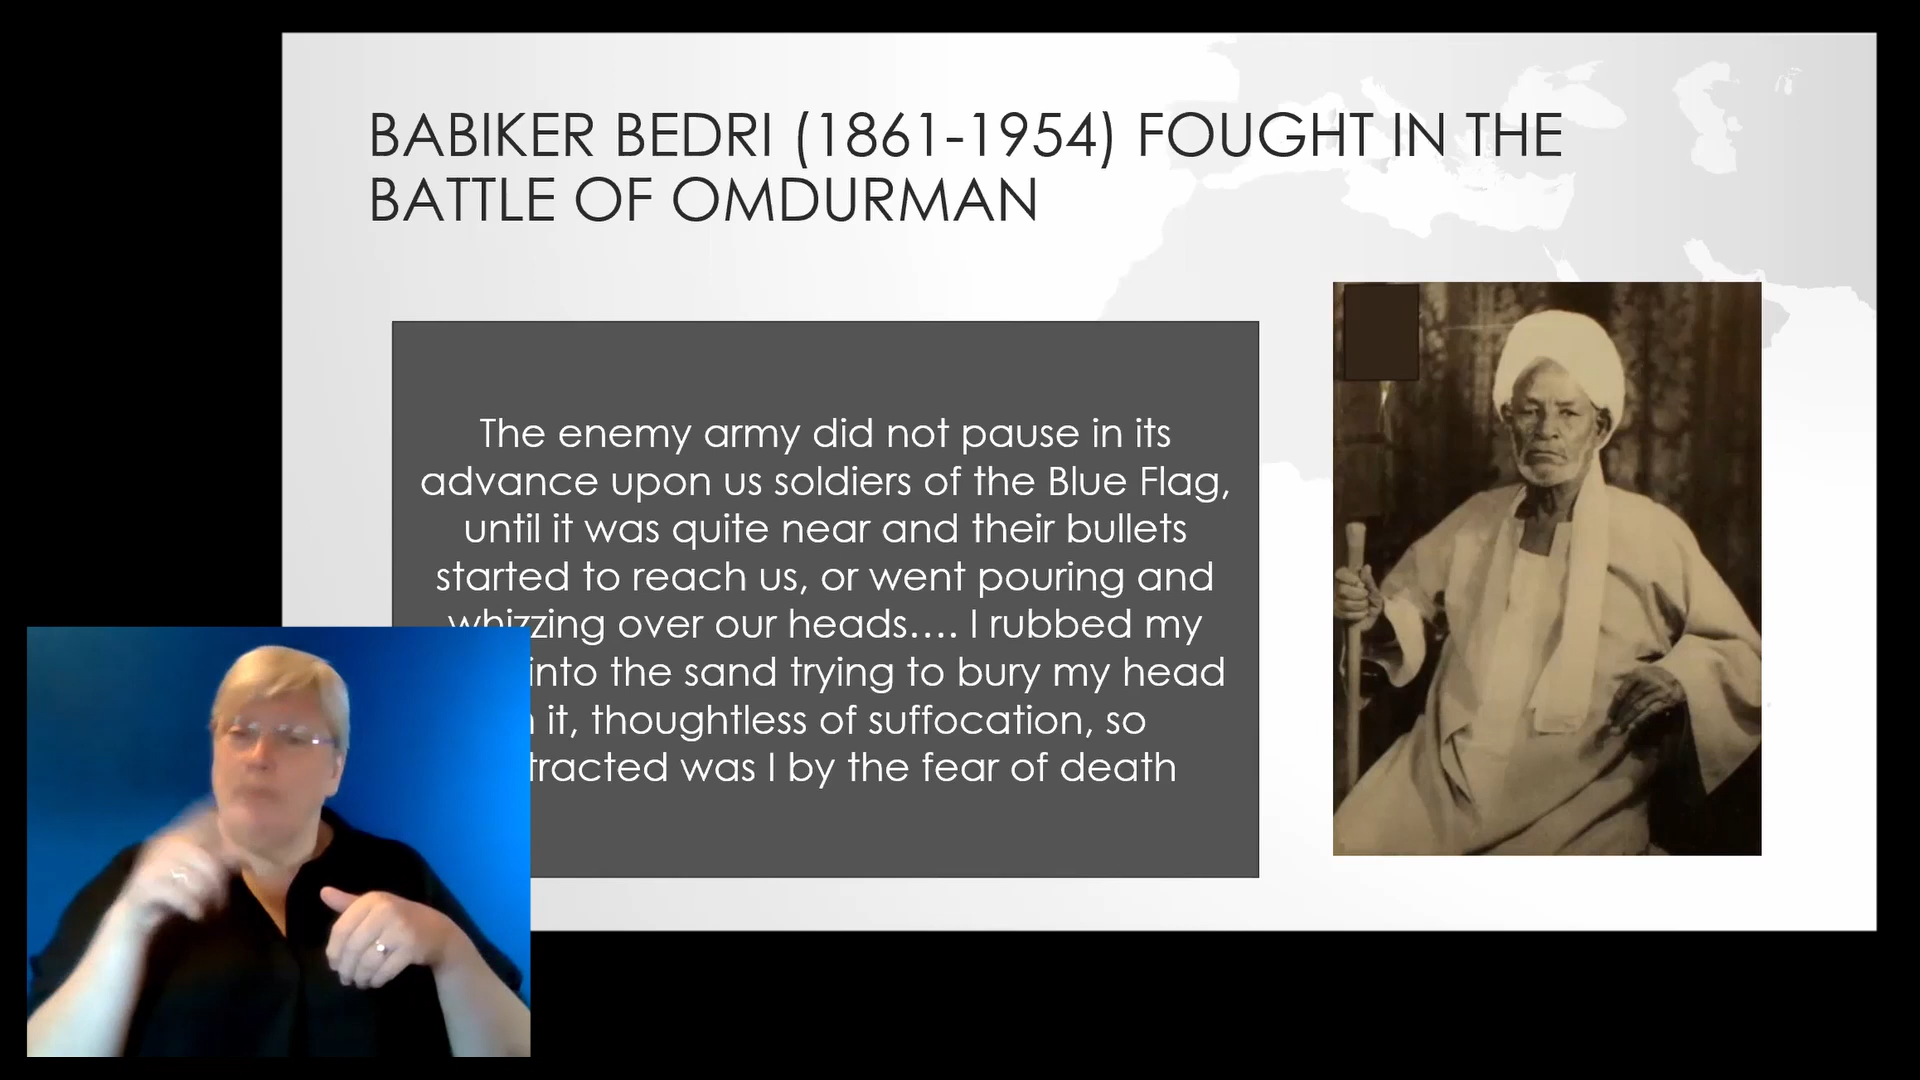 BABIKER BEDRI (1861-1954) FOUGHT IN THE
BATTLE OF OMDURMAN
The enemy army did not pause in its
advance upon us soldiers of the Blue Flag,
until it was quite near and their bullets
started to reach us, or went pouring and
whizzing over our heads.... I rubbed my
into the sand trying to bury my head
it, thoughtless of suffocation, so
was I by the fear of death